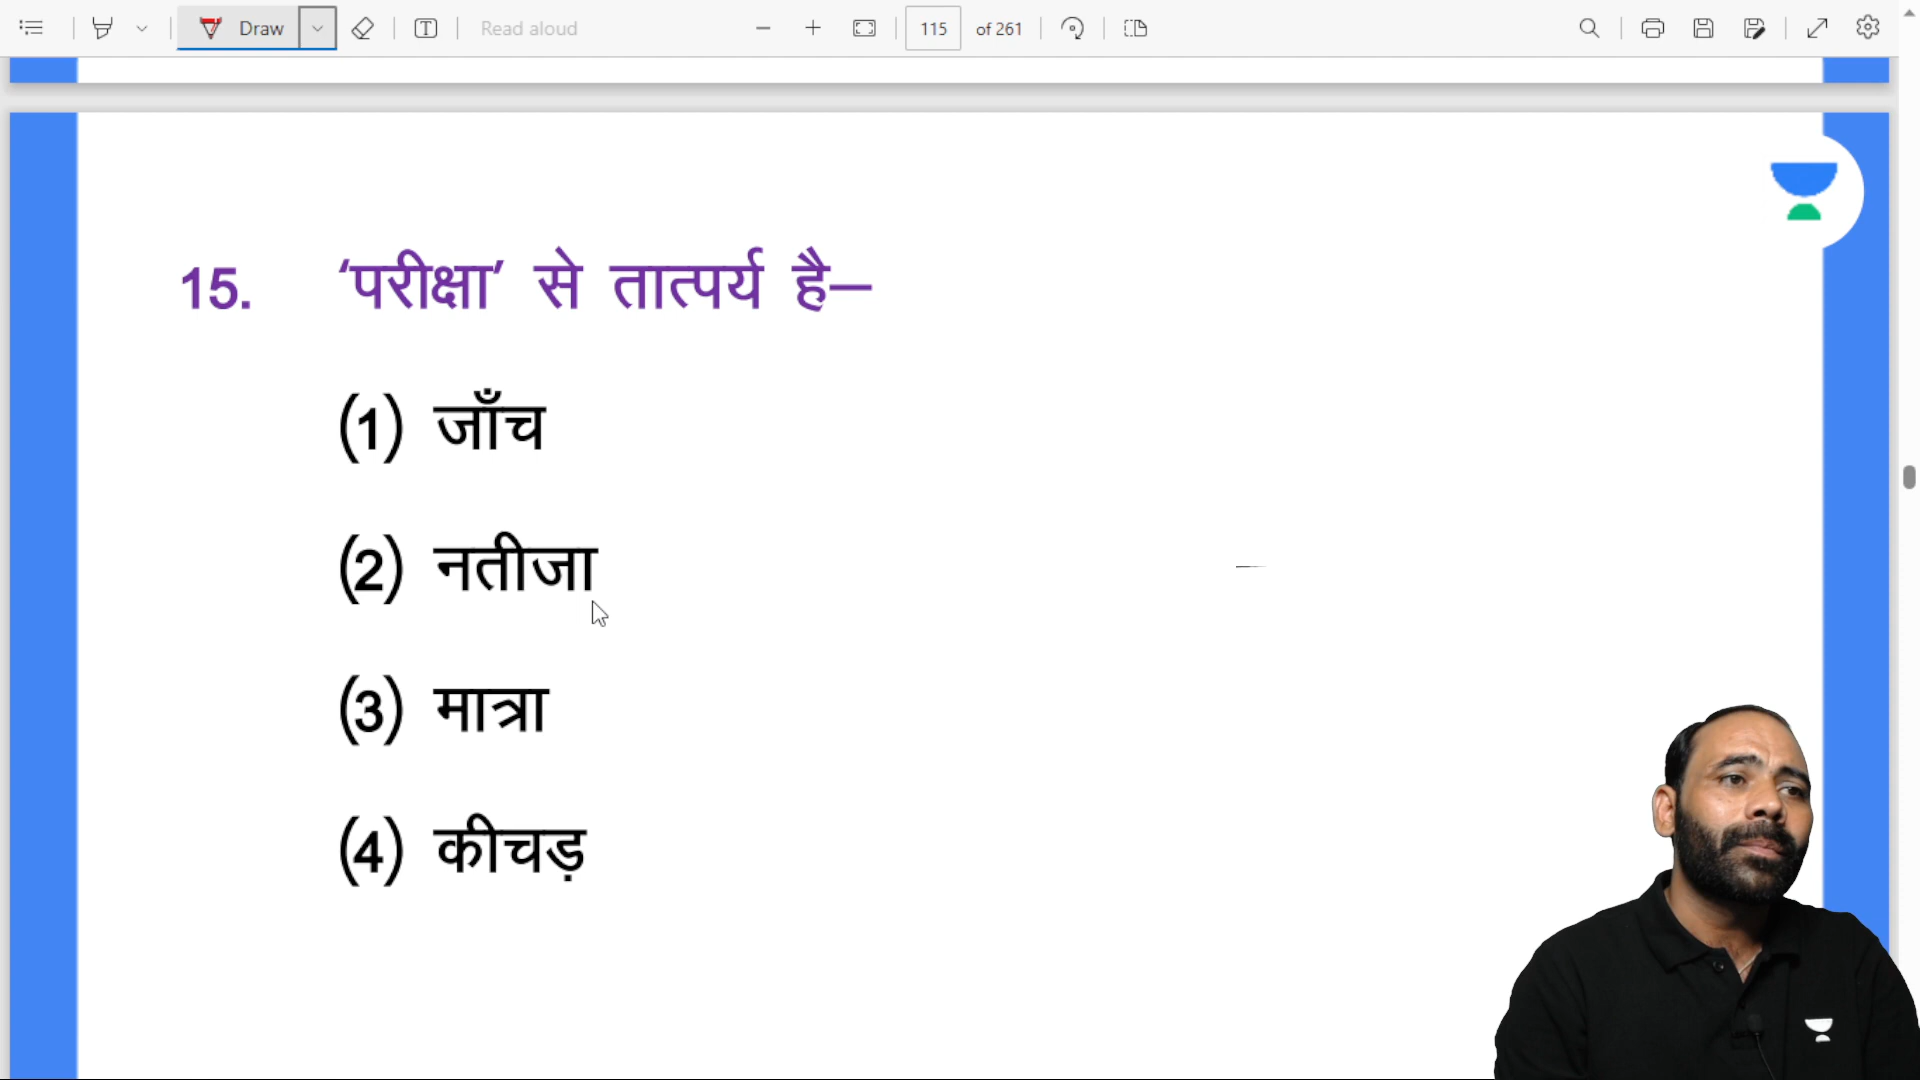 Draw
Read aloud
115 of 261
15. ‘परीक्षा’ से तात्पर्य है–
(1) जाँच
(2) नतीजा
(3) मात्रा
(4) कीचड़